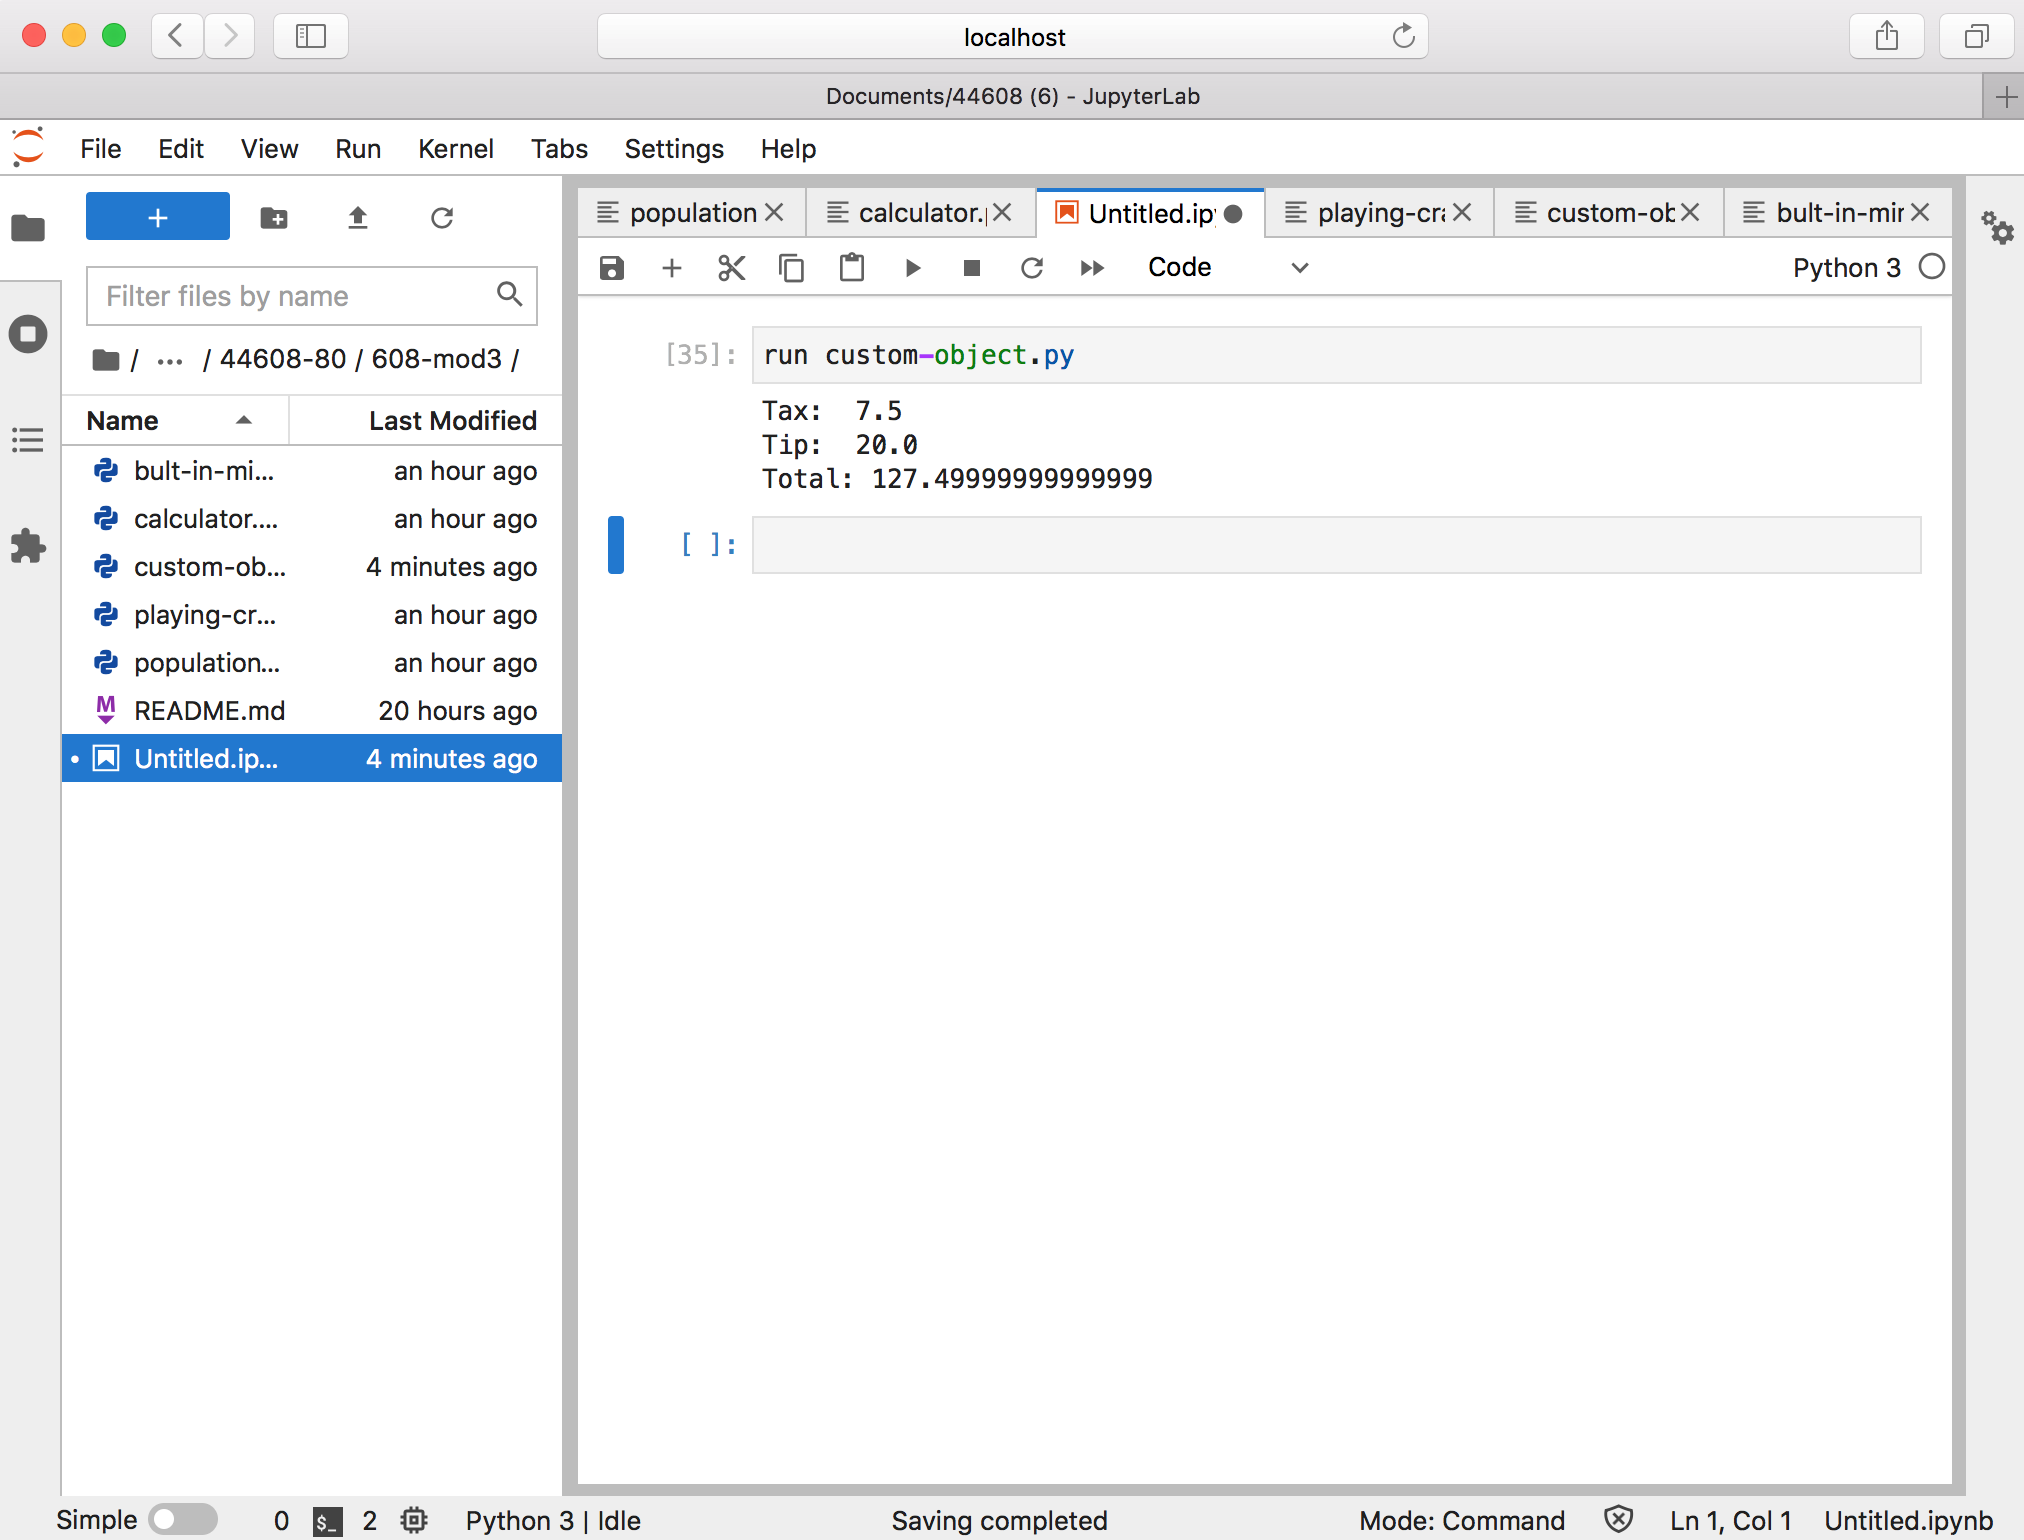 localhost
Documents/44608 (6) - JupyterLab
File Edit View Run Kernel Tabs Settings Help
population calculator.p Untitled.ipy playing-cra custom-ob bult-in-mir
Code Python 3
Filter files by name
/ ... / 44608-80 / 608-mod3 /
Name Last Modified
bult-in-mi... an hour ago
calculator.... an hour ago
custom-ob... 4 minutes ago
playing-cr... an hour ago
population... an hour ago
M README.md 20 hours ago
• Untitled.ip... 4 minutes ago
[35]: run custom-object.py
Tax:  7.5
Tip:  20.0
Total: 127.49999999999999
[ ]:
Simple 0 $_ 2 Python 3 | Idle Saving completed Mode: Command Ln 1, Col 1 Untitled.ipynb